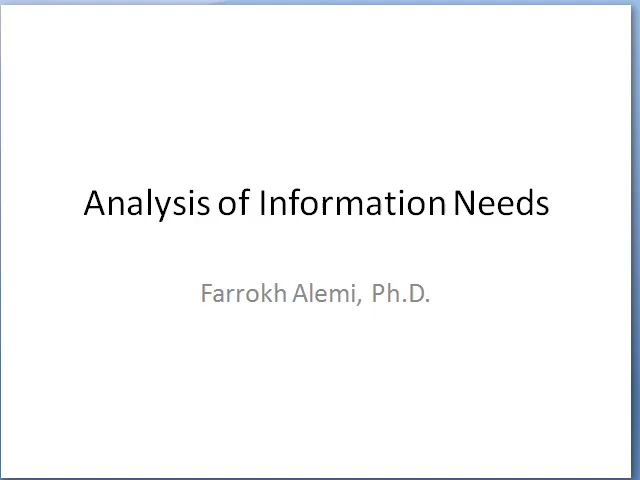 Analysis of Information Needs
Farrokh Alemi, Ph.D.